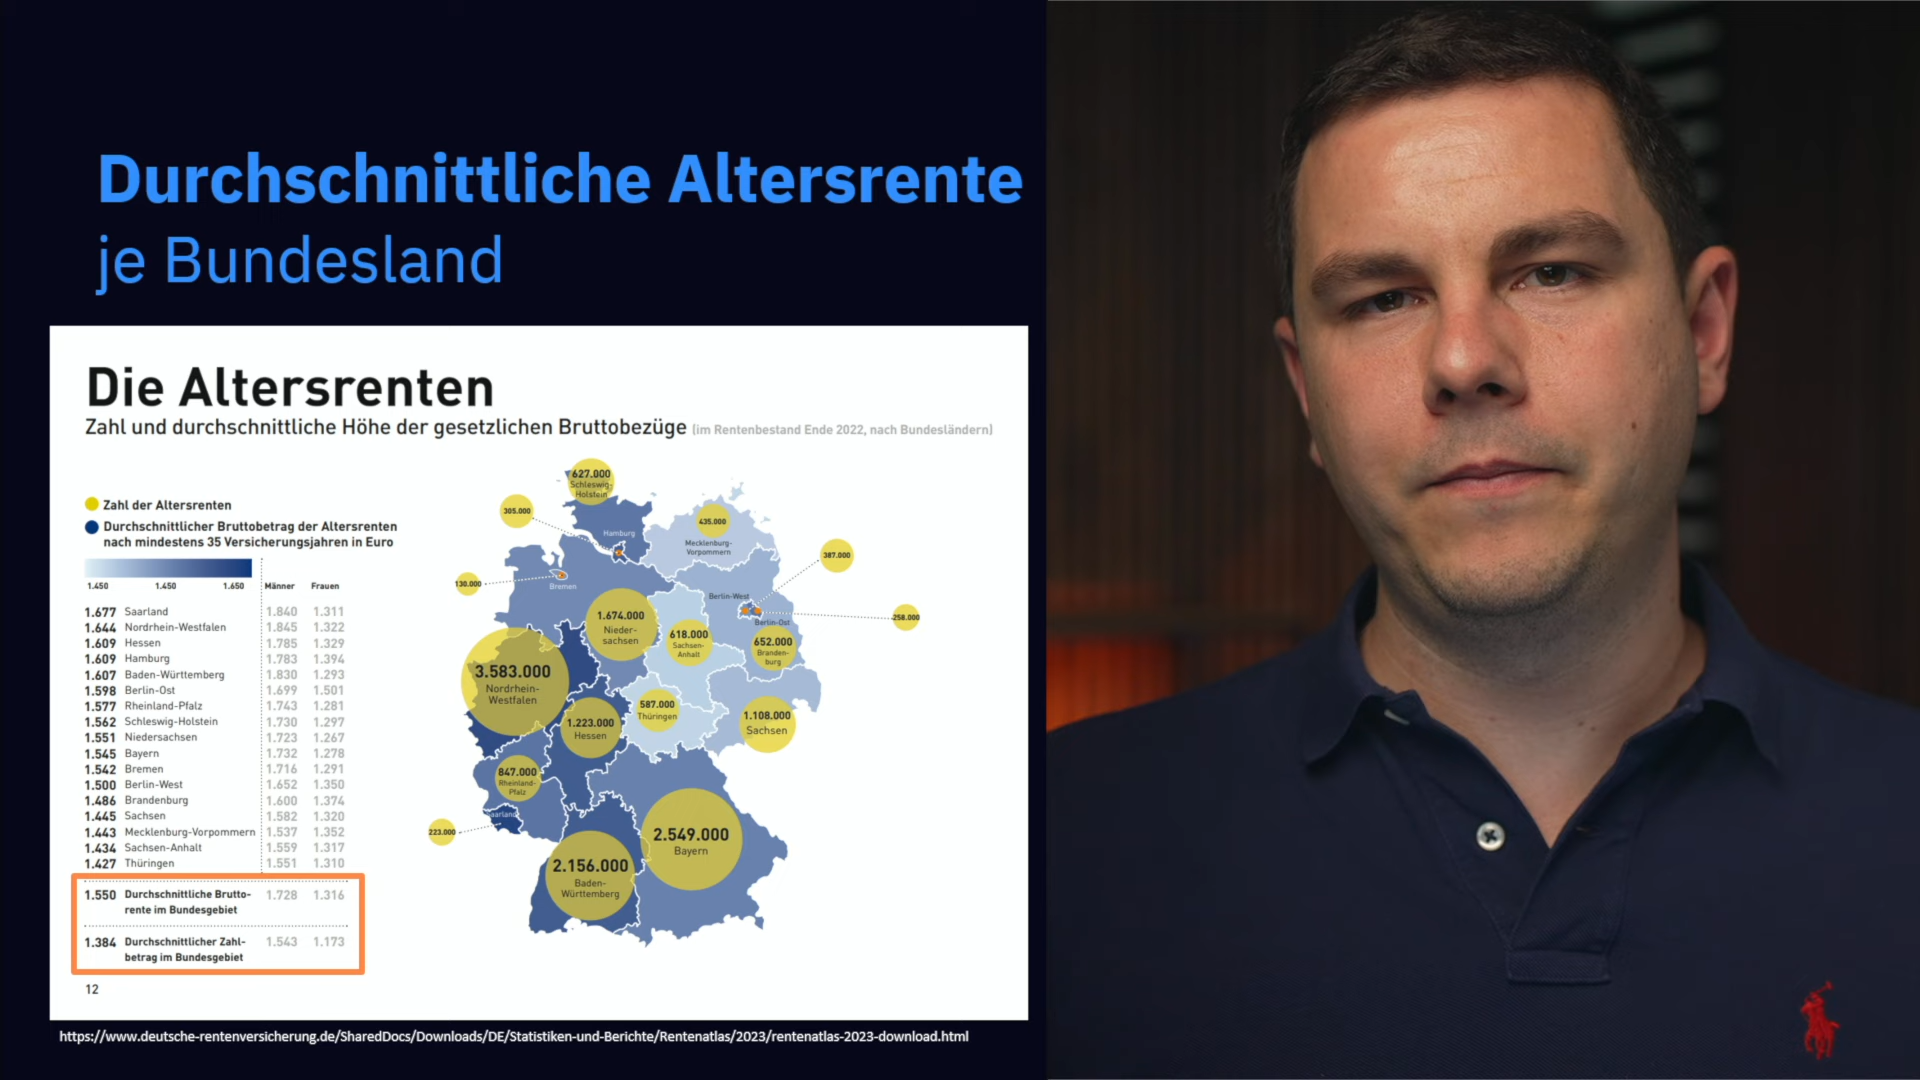 Durchschnittliche Altersrente
je Bundesland
Die Altersrenten
Zahl und durchschnittliche Höhe der gesetzlichen Bruttobezüge (im Rentenbestand Ende 2022, nach Bundesländern)
Zahl der Altersrenten
Durchschnittlicher Bruttobetrag der Altersrenten
nach mindestens 35 Versicherungsjahren in Euro
1.450 1.450 1.650 Männer Frauen
1.677 Saarland 1.840 1.311
1.644 Nordrhein-Westfalen 1.845 1.322
1.609 Hessen 1.785 1.329
1.609 Hamburg 1.783 1.394
1.607 Baden-Württemberg 1.830 1.293
1.598 Berlin-Ost 1.699 1.501
1.577 Rheinland-Pfalz 1.743 1.281
1.562 Schleswig-Holstein 1.730 1.297
1.551 Niedersachsen 1.723 1.267
1.545 Bayern 1.732 1.278
1.542 Bremen 1.716 1.291
1.500 Berlin-West 1.652 1.350
1.486 Brandenburg 1.600 1.374
1.445 Sachsen 1.582 1.320
1.443 Mecklenburg-Vorpommern 1.537 1.352
1.434 Sachsen-Anhalt 1.559 1.317
1.427 Thüringen 1.551 1.310
1.550 Durchschnittliche Brutto- 1.728 1.316
rente im Bundesgebiet
1.384 Durchschnittlicher Zahl- 1.543 1.173
betrag im Bundesgebiet
12
627.000
Schleswig-
Holstein
305.000
Hamburg
435.000
Mecklenburg-
Vorpommern
387.000
130.000
Bremen
Berlin-West
258.000
Berlin-Ost
1.674.000
Nieder-
sachsen
618.000
Sachsen-
Anhalt
652.000
Branden-
burg
3.583.000
Nordrhein-
Westfalen
587.000
Thüringen
1.108.000
Sachsen
1.223.000
Hessen
847.000
Rheinland-
Pfalz
Saarland
223.000
2.549.000
Bayern
2.156.000
Baden-
Württemberg
https://www.deutsche-rentenversicherung.de/SharedDocs/Downloads/DE/Statistiken-und-Berichte/Rentenatlas/2023/rentenatlas-2023-download.html